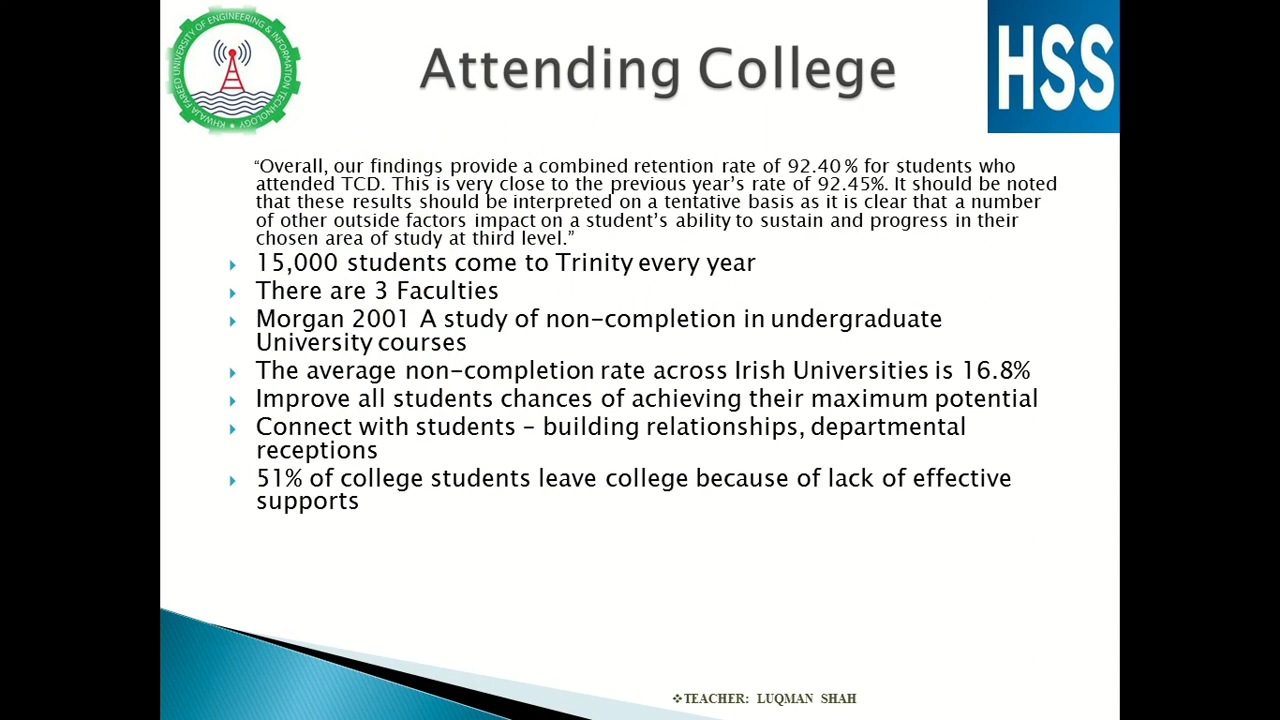 KHWAJA FAREED UNIVERSITY OF ENGINEERING & INFORMATION TECHNOLOGY
Attending College
HSS
“Overall, our findings provide a combined retention rate of 92.40% for students who
attended TCD. This is very close to the previous year’s rate of 92.45%. It should be noted
that these results should be interpreted on a tentative basis as it is clear that a number
of other outside factors impact on a student’s ability to sustain and progress in their
chosen area of study at third level.”
15,000 students come to Trinity every year
There are 3 Faculties
Morgan 2001 A study of non-completion in undergraduate
University courses
The average non-completion rate across Irish Universities is 16.8%
Improve all students chances of achieving their maximum potential
Connect with students – building relationships, departmental
receptions
51% of college students leave college because of lack of effective
supports
❖TEACHER: LUQMAN SHAH